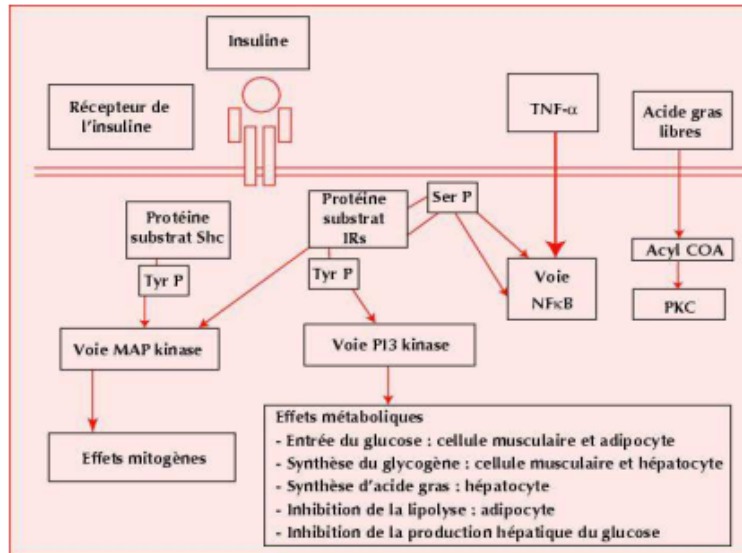 Insuline
Récepteur de
l'insuline
TNF-α
Acide gras
libres
Protéine
substrat Shc
Protéine
substrat
IRs
Ser P
Tyr P
Tyr P
Acyl COA
Voie
NFκB
PKC
Voie MAP kinase
Voie PI3 kinase
Effets mitogènes
Effets métaboliques
- Entrée du glucose : cellule musculaire et adipocyte
- Synthèse du glycogène : cellule musculaire et hépatocyte
- Synthèse d'acide gras : hépatocyte
- Inhibition de la lipolyse : adipocyte
- Inhibition de la production hépatique du glucose